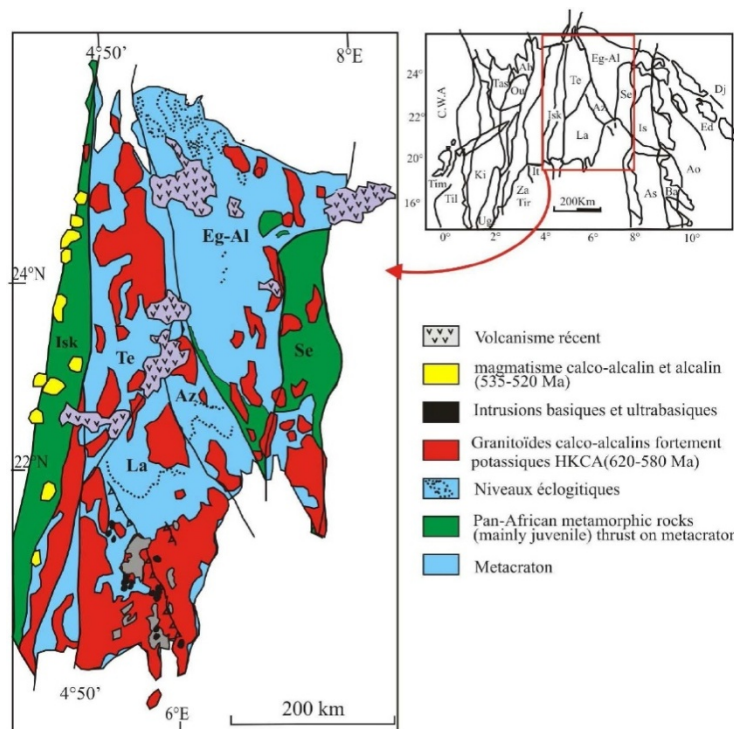 4°50'
8°E
24°N
22°N
Isk
Te
Eg-Al
Se
Az
La
4°50'
6°E
200 km
24°
22°
20°
18°
16°
C.W.A
Tas
Ah
Ou
Te
Eg-Al
Jsk
Az
Se
La
Is
Dj
Ed
Tim
Til
Ki
It
Za
Tir
Ug
As
Ba
Ao
200Km
0°
2°
4°
6°
8°
10°
Volcanisme récent
magmatisme calco-alcalin et alcalin
(535-520 Ma)
Intrusions basiques et ultrabasiques
Granitoïdes calco-alcalins fortement
potassiques HKCA(620-580 Ma)
Niveaux éclogitiques
Pan-African metamorphic rocks
(mainly juvenile) thrust on metacraton
Metacraton